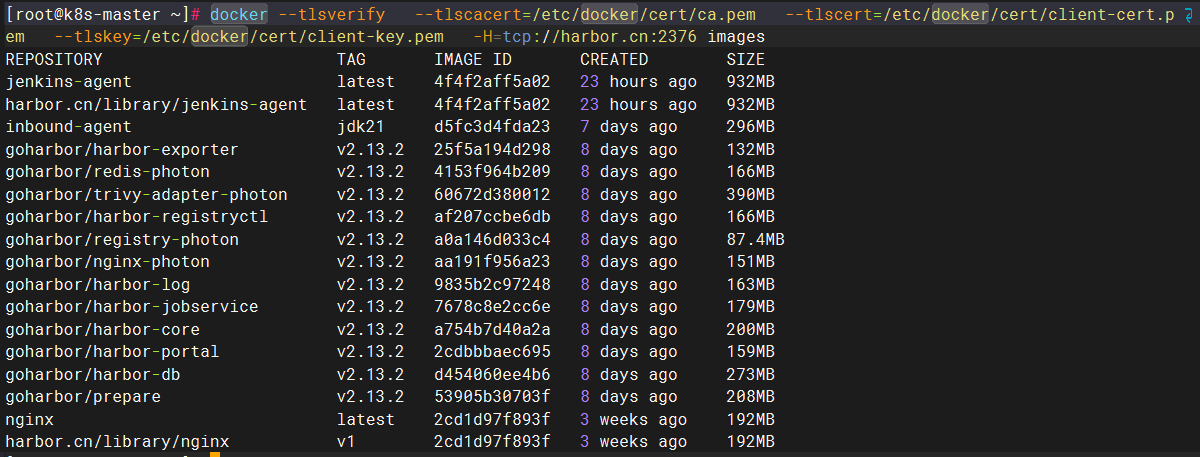 [root@k8s-master ~]# docker --tlsverify   --tlscacert=/etc/docker/cert/ca.pem   --tlscert=/etc/docker/cert/client-cert.p
em   --tlskey=/etc/docker/cert/client-key.pem   -H=tcp://harbor.cn:2376 images
REPOSITORY                     TAG       IMAGE ID       CREATED        SIZE
jenkins-agent                  latest    4f4f2aff5a02   23 hours ago   932MB
harbor.cn/library/jenkins-agent   latest    4f4f2aff5a02   23 hours ago   932MB
inbound-agent                  jdk21     d5fc3d4fda23   7 days ago     296MB
goharbor/harbor-exporter       v2.13.2   25f5a194d298   8 days ago     132MB
goharbor/redis-photon          v2.13.2   4153f964b209   8 days ago     166MB
goharbor/trivy-adapter-photon   v2.13.2   60672d380012   8 days ago     390MB
goharbor/harbor-registryctl    v2.13.2   af207ccbe6db   8 days ago     166MB
goharbor/registry-photon       v2.13.2   a0a146d033c4   8 days ago     87.4MB
goharbor/nginx-photon          v2.13.2   aa191f956a23   8 days ago     151MB
goharbor/harbor-log            v2.13.2   9835b2c97248   8 days ago     163MB
goharbor/harbor-jobservice     v2.13.2   7678c8e2cc6e   8 days ago     179MB
goharbor/harbor-core           v2.13.2   a754b7d40a2a   8 days ago     200MB
goharbor/harbor-portal         v2.13.2   2cdbbbaec695   8 days ago     159MB
goharbor/harbor-db             v2.13.2   d454060ee4b6   8 days ago     273MB
goharbor/prepare               v2.13.2   53905b30703f   8 days ago     208MB
nginx                          latest    2cd1d97f893f   3 weeks ago    192MB
harbor.cn/library/nginx        v1        2cd1d97f893f   3 weeks ago    192MB